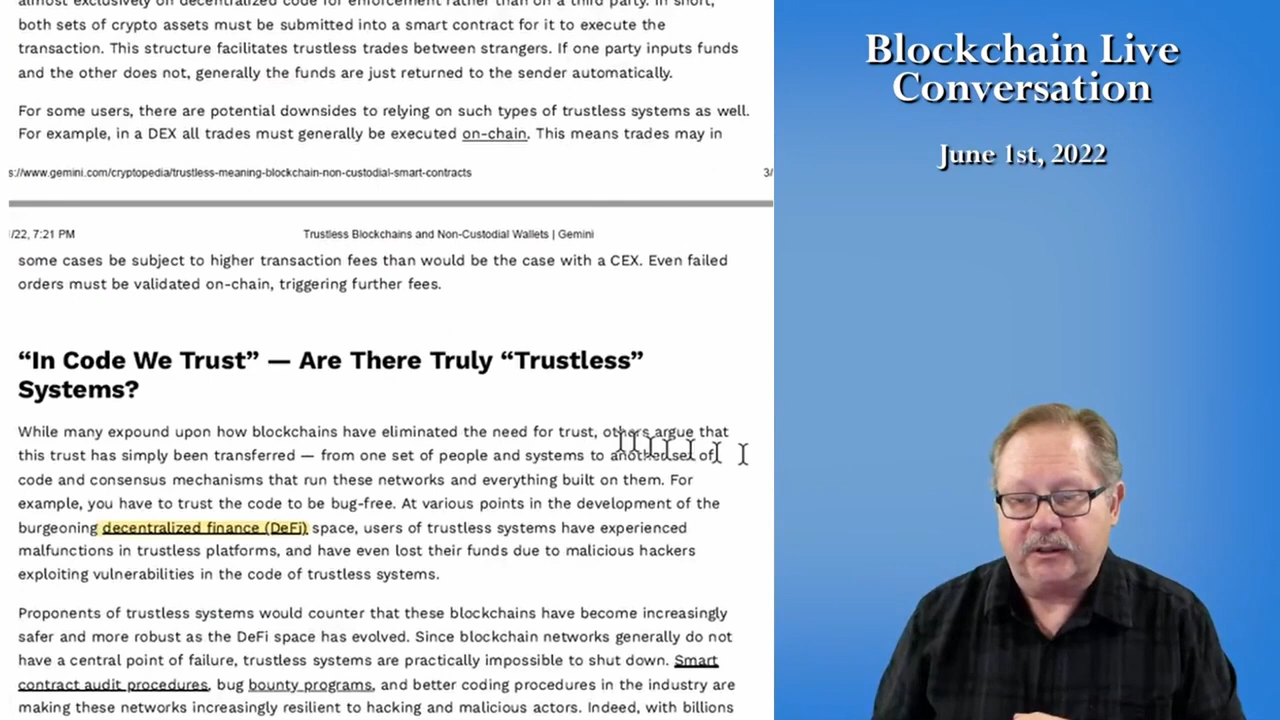 almost exclusively on decentralized code for enforcement rather than on a third party. In short,
both sets of crypto assets must be submitted into a smart contract for it to execute the
transaction. This structure facilitates trustless trades between strangers. If one party inputs funds
and the other does not, generally the funds are just returned to the sender automatically.
For some users, there are potential downsides to relying on such types of trustless systems as well.
For example, in a DEX all trades must generally be executed on-chain. This means trades may in
s://www.gemini.com/cryptopedia/trustless-meaning-blockchain-non-custodial-smart-contracts
3/
/22, 7:21 PM
Trustless Blockchains and Non-Custodial Wallets | Gemini
some cases be subject to higher transaction fees than would be the case with a CEX. Even failed
orders must be validated on-chain, triggering further fees.
“In Code We Trust” — Are There Truly “Trustless”
Systems?
While many expound upon how blockchains have eliminated the need for trust, others argue that
this trust has simply been transferred — from one set of people and systems to another set of
code and consensus mechanisms that run these networks and everything built on them. For
example, you have to trust the code to be bug-free. At various points in the development of the
burgeoning decentralized finance (DeFi) space, users of trustless systems have experienced
malfunctions in trustless platforms, and have even lost their funds due to malicious hackers
exploiting vulnerabilities in the code of trustless systems.
Proponents of trustless systems would counter that these blockchains have become increasingly
safer and more robust as the DeFi space has evolved. Since blockchain networks generally do not
have a central point of failure, trustless systems are practically impossible to shut down. Smart
contract audit procedures, bug bounty programs, and better coding procedures in the industry are
making these networks increasingly resilient to hacking and malicious actors. Indeed, with billions
Blockchain Live
Conversation
June 1st, 2022